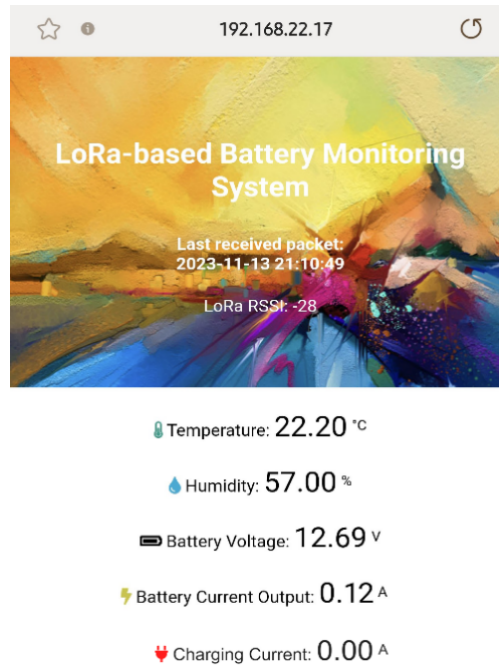 192.168.22.17
LoRa-based Battery Monitoring
System
Last received packet:
2023-11-13 21:10:49
LoRa RSSI: -28
Temperature: 22.20 °C
Humidity: 57.00 %
Battery Voltage: 12.69 V
Battery Current Output: 0.12 A
Charging Current: 0.00 A